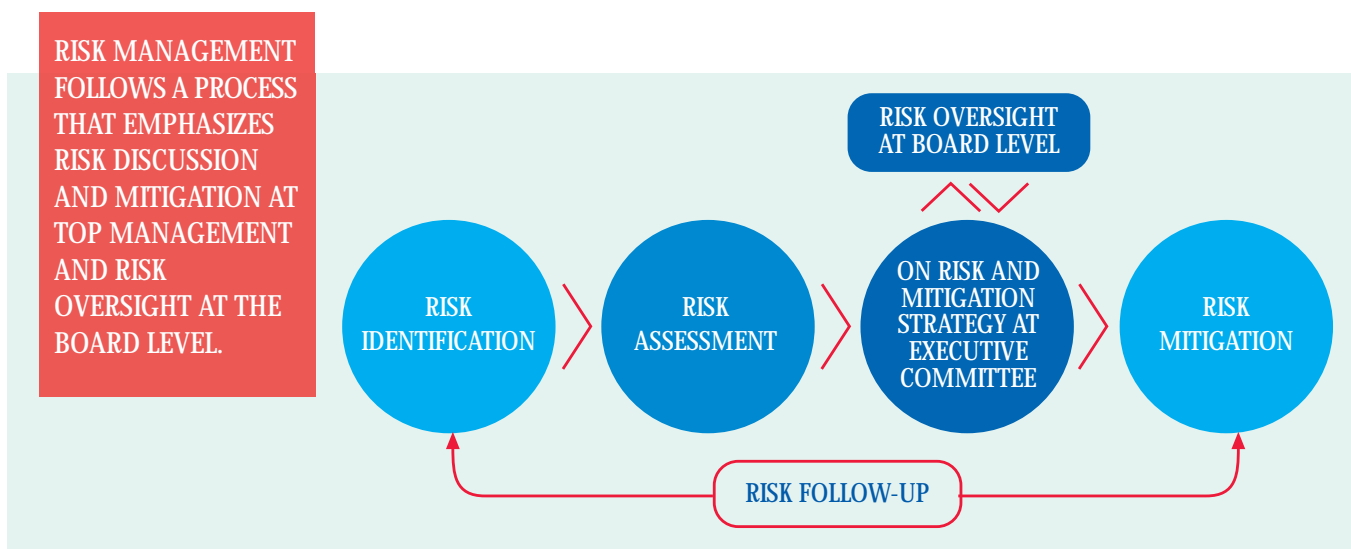 RISK MANAGEMENT
FOLLOWS A PROCESS
THAT EMPHASIZES
RISK DISCUSSION
AND MITIGATION AT
TOP MANAGEMENT
AND RISK
OVERSIGHT AT THE
BOARD LEVEL.
RISK OVERSIGHT
AT BOARD LEVEL
RISK
IDENTIFICATION
RISK
ASSESSMENT
ON RISK AND
MITIGATION
STRATEGY AT
EXECUTIVE
COMMITTEE
RISK
MITIGATION
RISK FOLLOW-UP